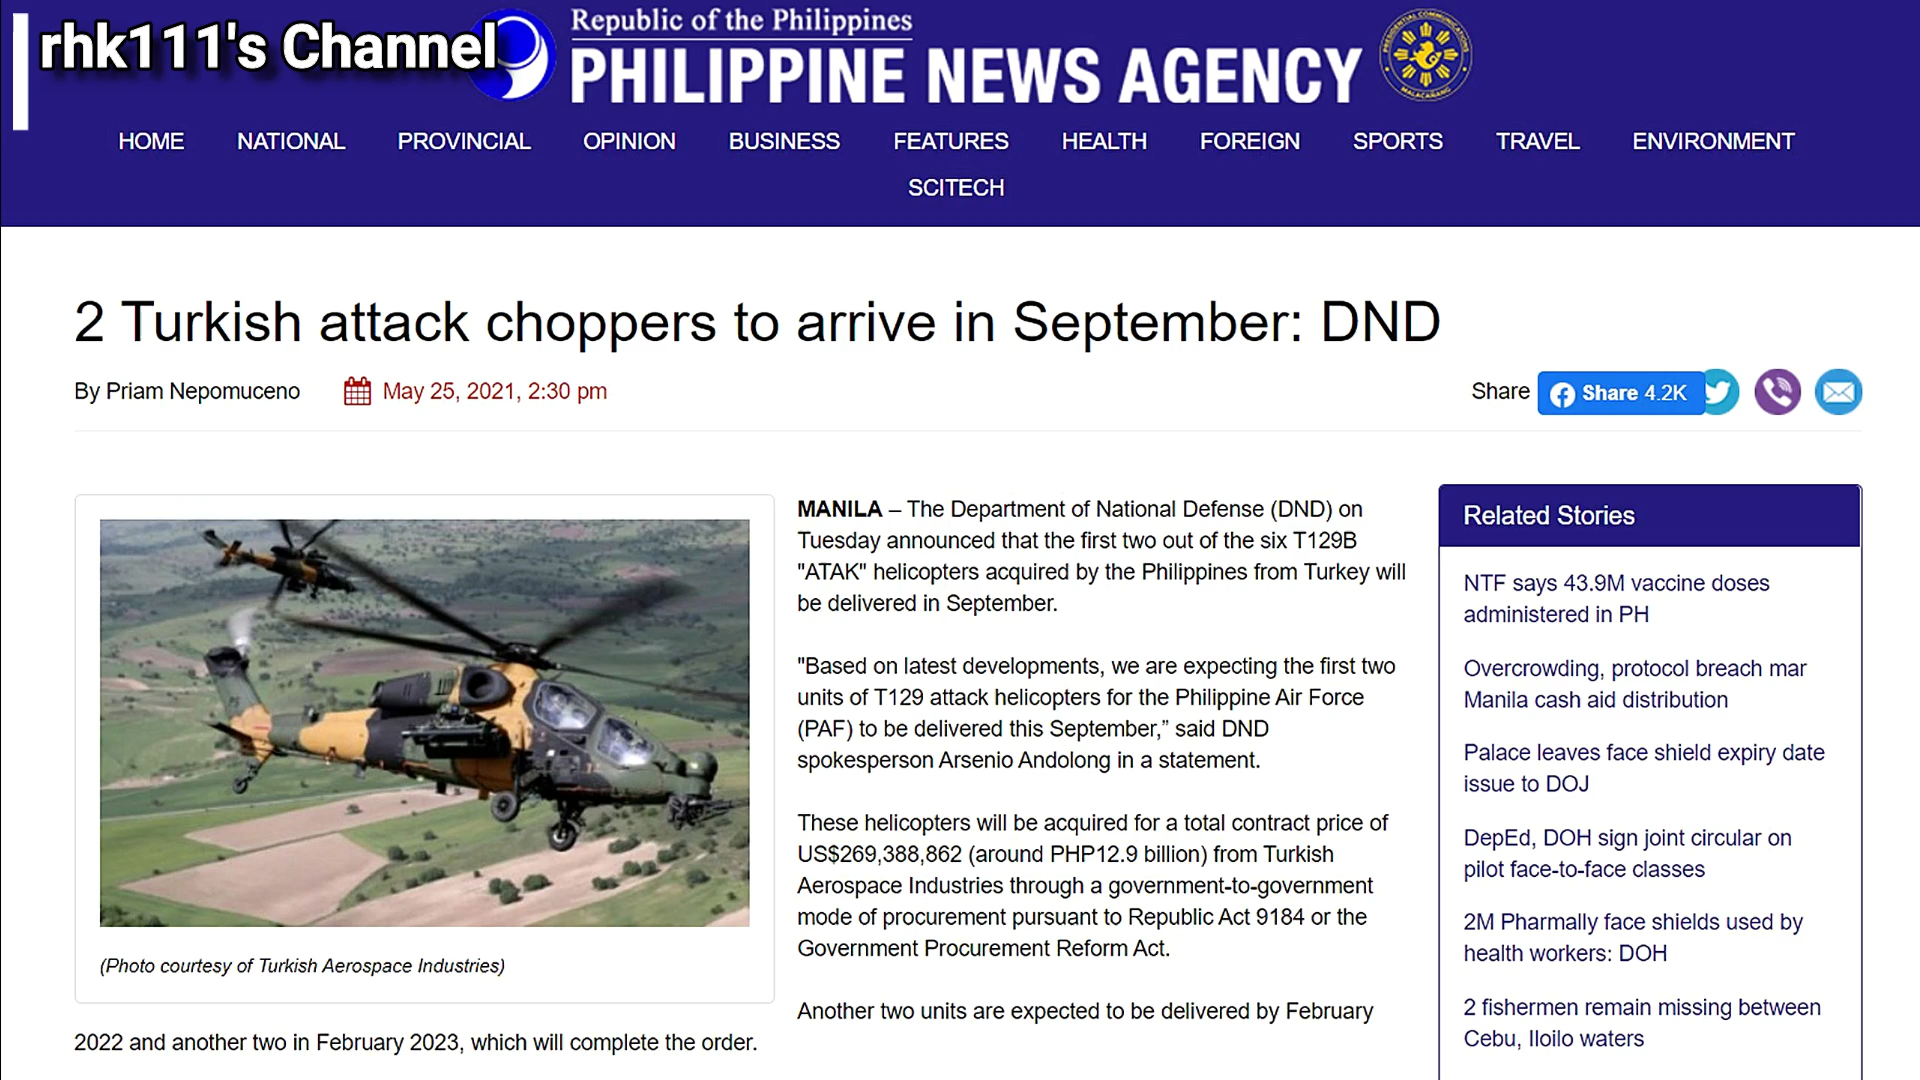 rhk111's Channel
Republic of the Philippines
PHILIPPINE NEWS AGENCY
HOME NATIONAL PROVINCIAL OPINION BUSINESS FEATURES HEALTH FOREIGN SPORTS TRAVEL ENVIRONMENT
SCITECH
2 Turkish attack choppers to arrive in September: DND
By Priam Nepomuceno May 25, 2021, 2:30 pm Share Share 4.2K
(Photo courtesy of Turkish Aerospace Industries)
MANILA – The Department of National Defense (DND) on
Tuesday announced that the first two out of the six T129B
"ATAK" helicopters acquired by the Philippines from Turkey will
be delivered in September.
"Based on latest developments, we are expecting the first two
units of T129 attack helicopters for the Philippine Air Force
(PAF) to be delivered this September,” said DND
spokesperson Arsenio Andolong in a statement.
These helicopters will be acquired for a total contract price of
US$269,388,862 (around PHP12.9 billion) from Turkish
Aerospace Industries through a government-to-government
mode of procurement pursuant to Republic Act 9184 or the
Government Procurement Reform Act.
Another two units are expected to be delivered by February
2022 and another two in February 2023, which will complete the order.
Related Stories
NTF says 43.9M vaccine doses
administered in PH
Overcrowding, protocol breach mar
Manila cash aid distribution
Palace leaves face shield expiry date
issue to DOJ
DepEd, DOH sign joint circular on
pilot face-to-face classes
2M Pharmally face shields used by
health workers: DOH
2 fishermen remain missing between
Cebu, Iloilo waters